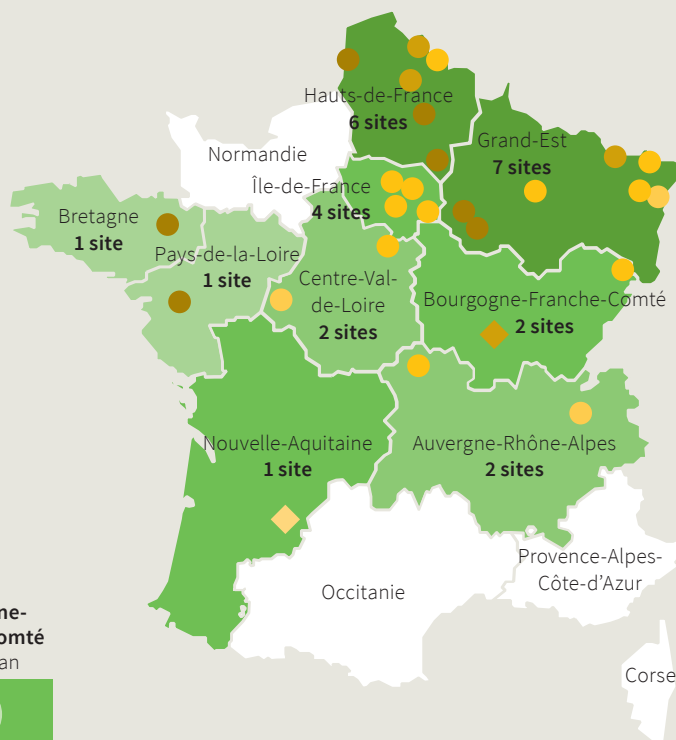 Hauts-de-France
6 sites
Grand-Est
7 sites
Normandie
Île-de-France
4 sites
Bretagne
1 site
Pays-de-la-Loire
1 site
Centre-Val-
de-Loire
2 sites
Bourgogne-Franche-Comté
2 sites
Nouvelle-Aquitaine
1 site
Auvergne-Rhône-Alpes
2 sites
Provence-Alpes-
Côte-d’Azur
Occitanie
Corse
ne-
omté
an